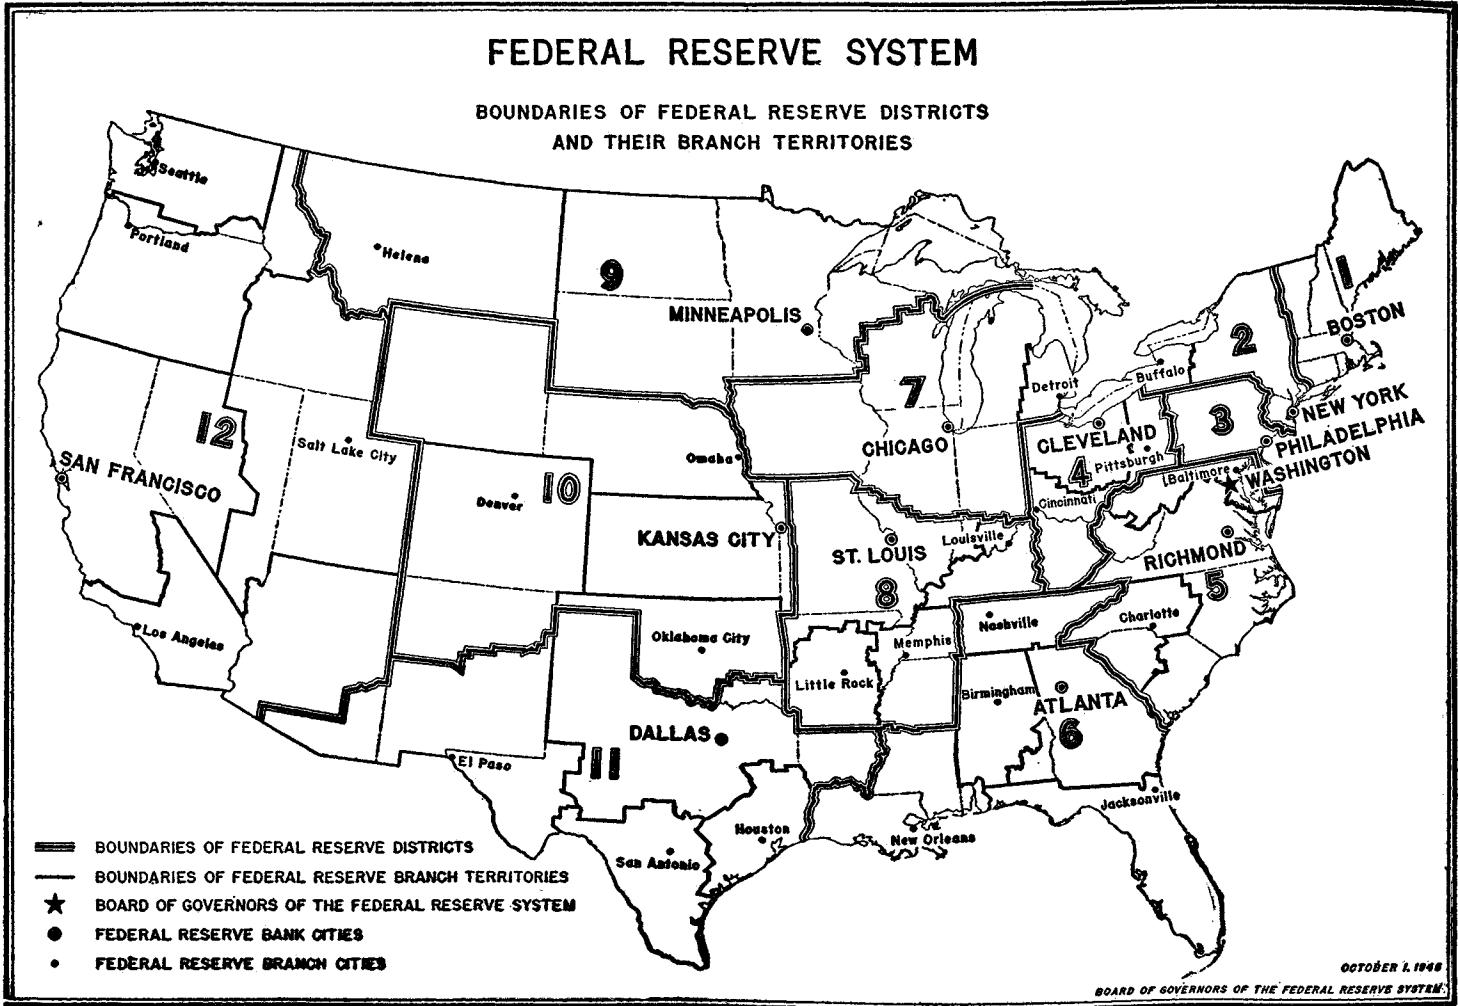 FEDERAL RESERVE SYSTEM
BOUNDARIES OF FEDERAL RESERVE DISTRICTS
AND THEIR BRANCH TERRITORIES
Seattle
Portland
Helena
9
MINNEAPOLIS
1
BOSTON
2
Buffalo
Detroit
7
CHICAGO
CLEVELAND
4
Pittsburgh
Cincinnati
3
NEW YORK
PHILADELPHIA
WASHINGTON
Baltimore
12
Salt Lake City
SAN FRANCISCO
Omaha
Denver
10
KANSAS CITY
ST. LOUIS
8
Louisville
RICHMOND
5
Los Angeles
Oklahoma City
Memphis
Nashville
Charlotte
Little Rock
Birmingham
ATLANTA
6
DALLAS
11
El Paso
Houston
San Antonio
New Orleans
Jacksonville
BOUNDARIES OF FEDERAL RESERVE DISTRICTS
BOUNDARIES OF FEDERAL RESERVE BRANCH TERRITORIES
BOARD OF GOVERNORS OF THE FEDERAL RESERVE SYSTEM
FEDERAL RESERVE BANK CITIES
FEDERAL RESERVE BRANCH CITIES
OCTOBER 1,
BOARD OF GOVERNORS OF THE FEDERAL RESERVE SYSTEM.